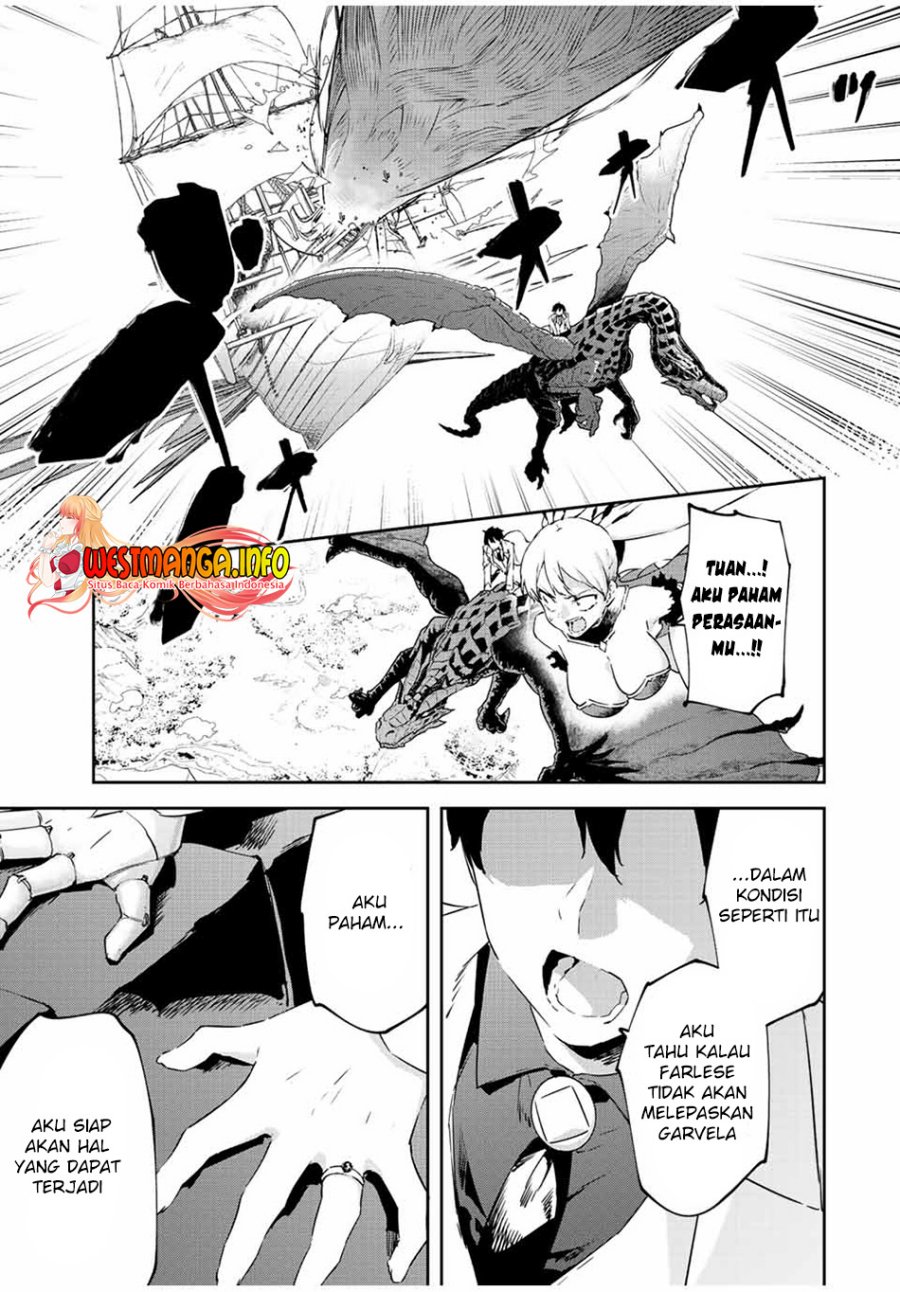 WESTMANGA.INFO
Situs Baca Komik Berbahasa Indonesia
TUAN...!
AKU PAHAM
PERASAAN-
MU...!!
...DALAM
KONDISI
SEPERTI ITU
AKU
TAHU KALAU
FARLESE
TIDAK AKAN
MELEPASKAN
GARVELA
AKU
PAHAM...
AKU SIAP
AKAN HAL
YANG DAPAT
TERJADI